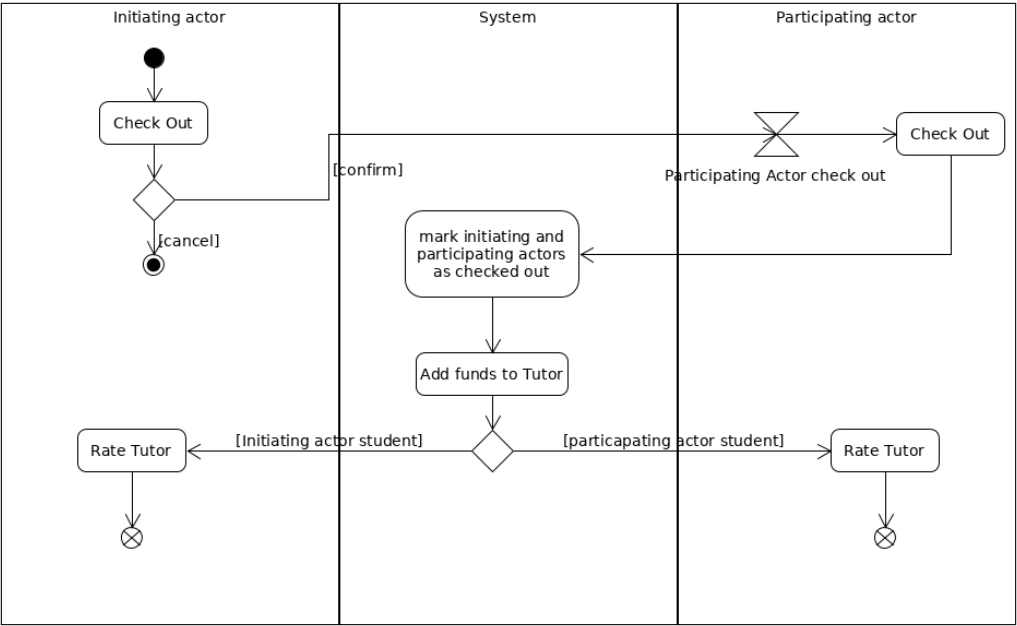 Initiating actor
System
Participating actor
Check Out
Check Out
[confirm]
Participating Actor check out
[cancel]
mark initiating and
participating actors
as checked out
Add funds to Tutor
[Initiating actor student]
[particapating actor student]
Rate Tutor
Rate Tutor